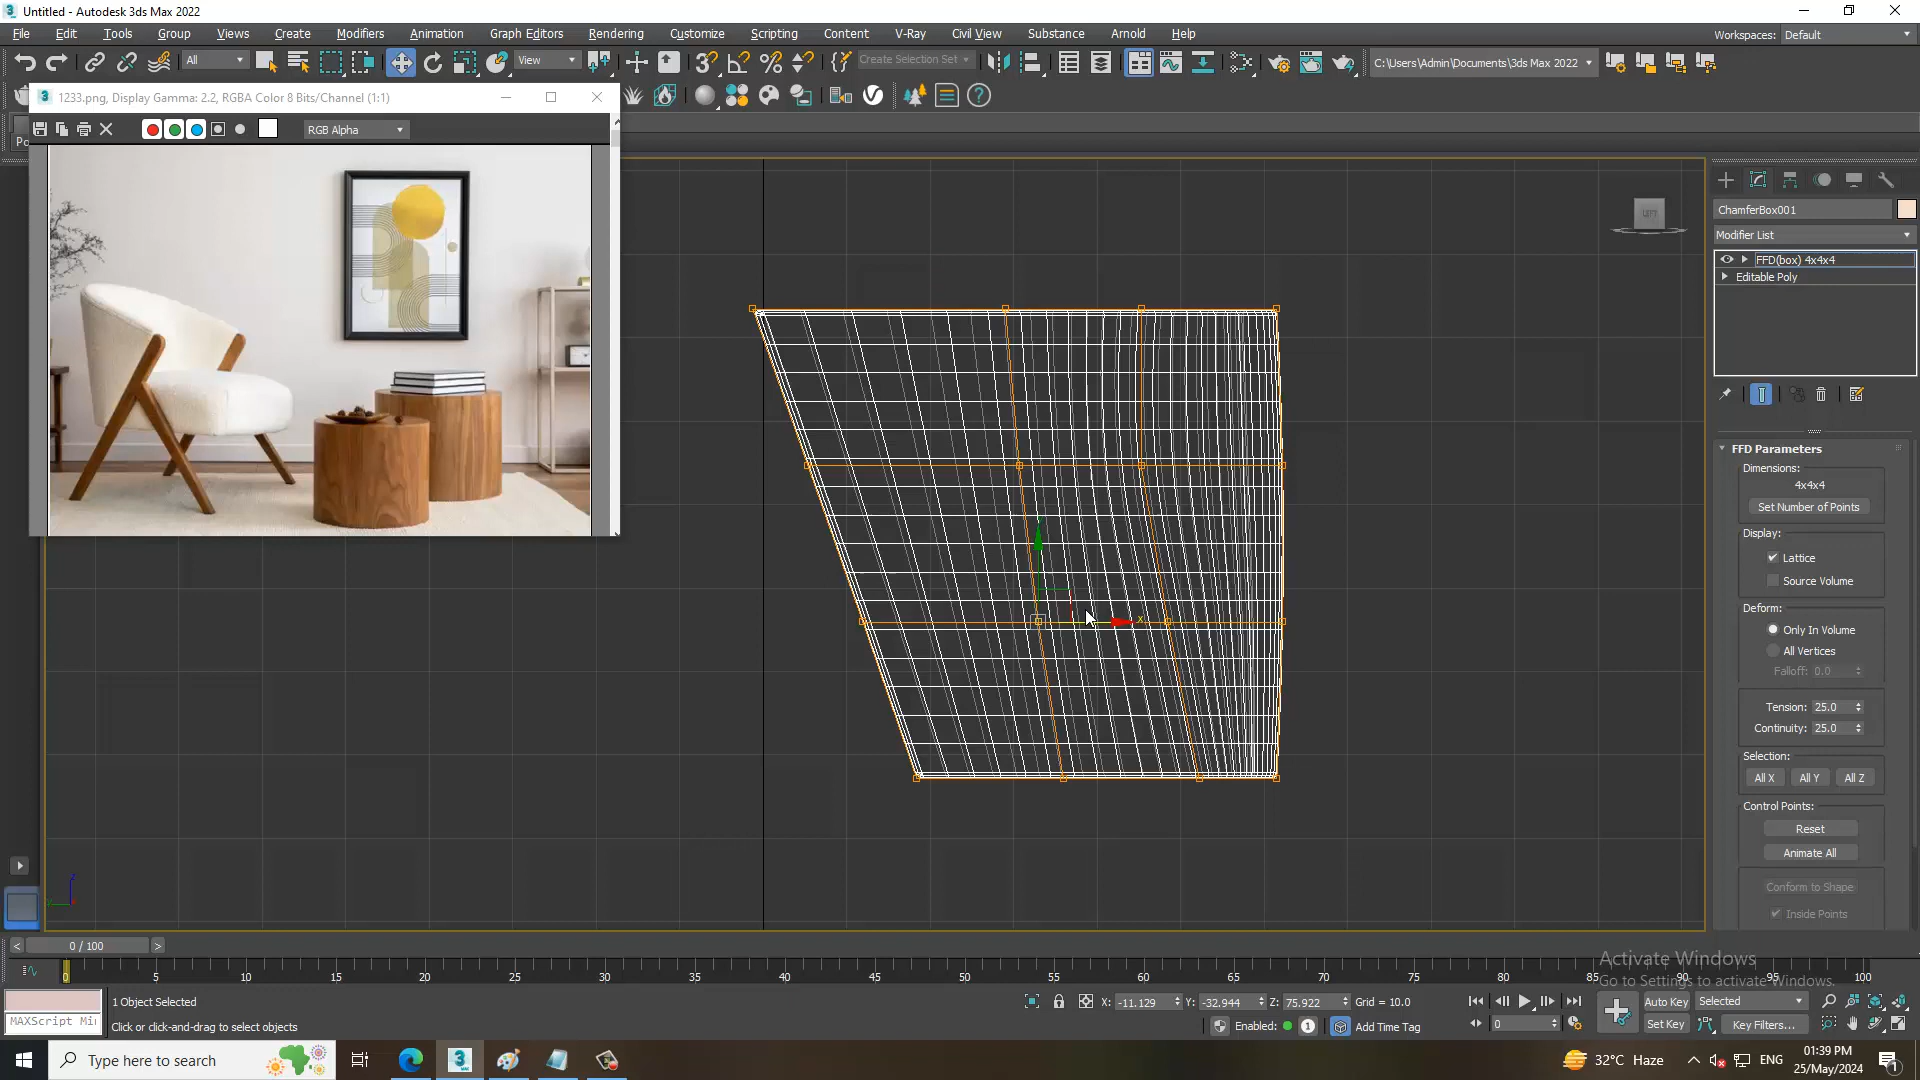 Untitled - Autodesk 3ds Max 2022
File Edit Tools Group Views Create Modifiers Animation Graph Editors Rendering Customize Scripting Content V-Ray Civil View Substance Arnold Help
Workspaces: Default
All
View
Create Selection Set
C:\Users\Admin\Documents\3ds Max 2022
1233.png, Display Gamma: 2.2, RGBA Color 8 Bits/Channel (1:1)
RGB Alpha
Po
LEFT
ChamferBox001
Modifier List
FFD(box) 4x4x4
Editable Poly
FFD Parameters
Dimensions:
4x4x4
Set Number of Points
Display:
Lattice
Source Volume
Deform:
Only In Volume
All Vertices
Falloff: 0.0
Tension: 25.0
Continuity: 25.0
Selection:
All X All Y All Z
Control Points:
Reset
Animate All
Conform to Shape
Inside Points
x
z
y
0 / 100
0 5 10 15 20 25 30 35 40 45 50 55 60 65 70 75 80 85 90 95 100
Activate Windows
Go to Settings to activate Windows.
1 Object Selected
X: -11.129 Y: -32.944 Z: 75.922 Grid = 10.0
Auto Key Selected
MAXScript Mi
Click or click-and-drag to select objects
Enabled: 1 Add Time Tag
0
Set Key Key Filters...
Type here to search
32°C Haze
ENG
01:39 PM
25/May/2024
1